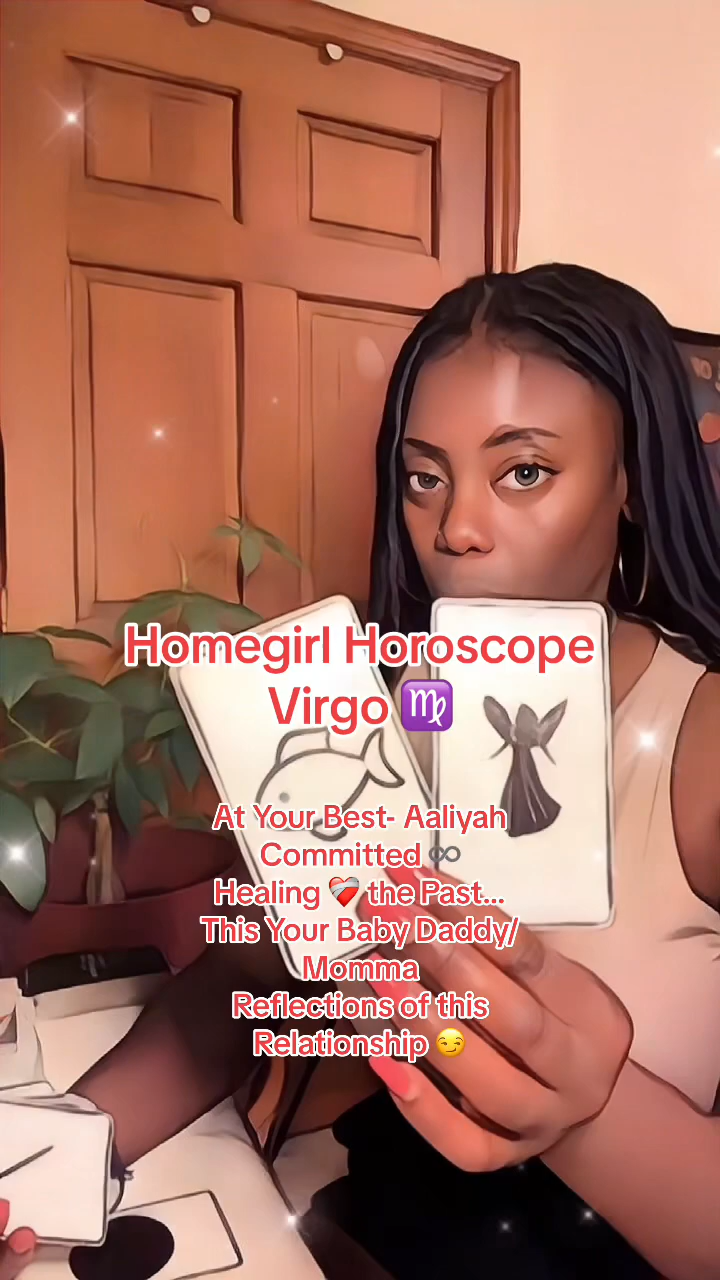 Homegirl Horoscope
Virgo ♍
At Your Best- Aaliyah
Committed ♾
Healing ❤️‍🩹 the Past...
This Your Baby Daddy/
Momma
Reflections of this
Relationship 😏